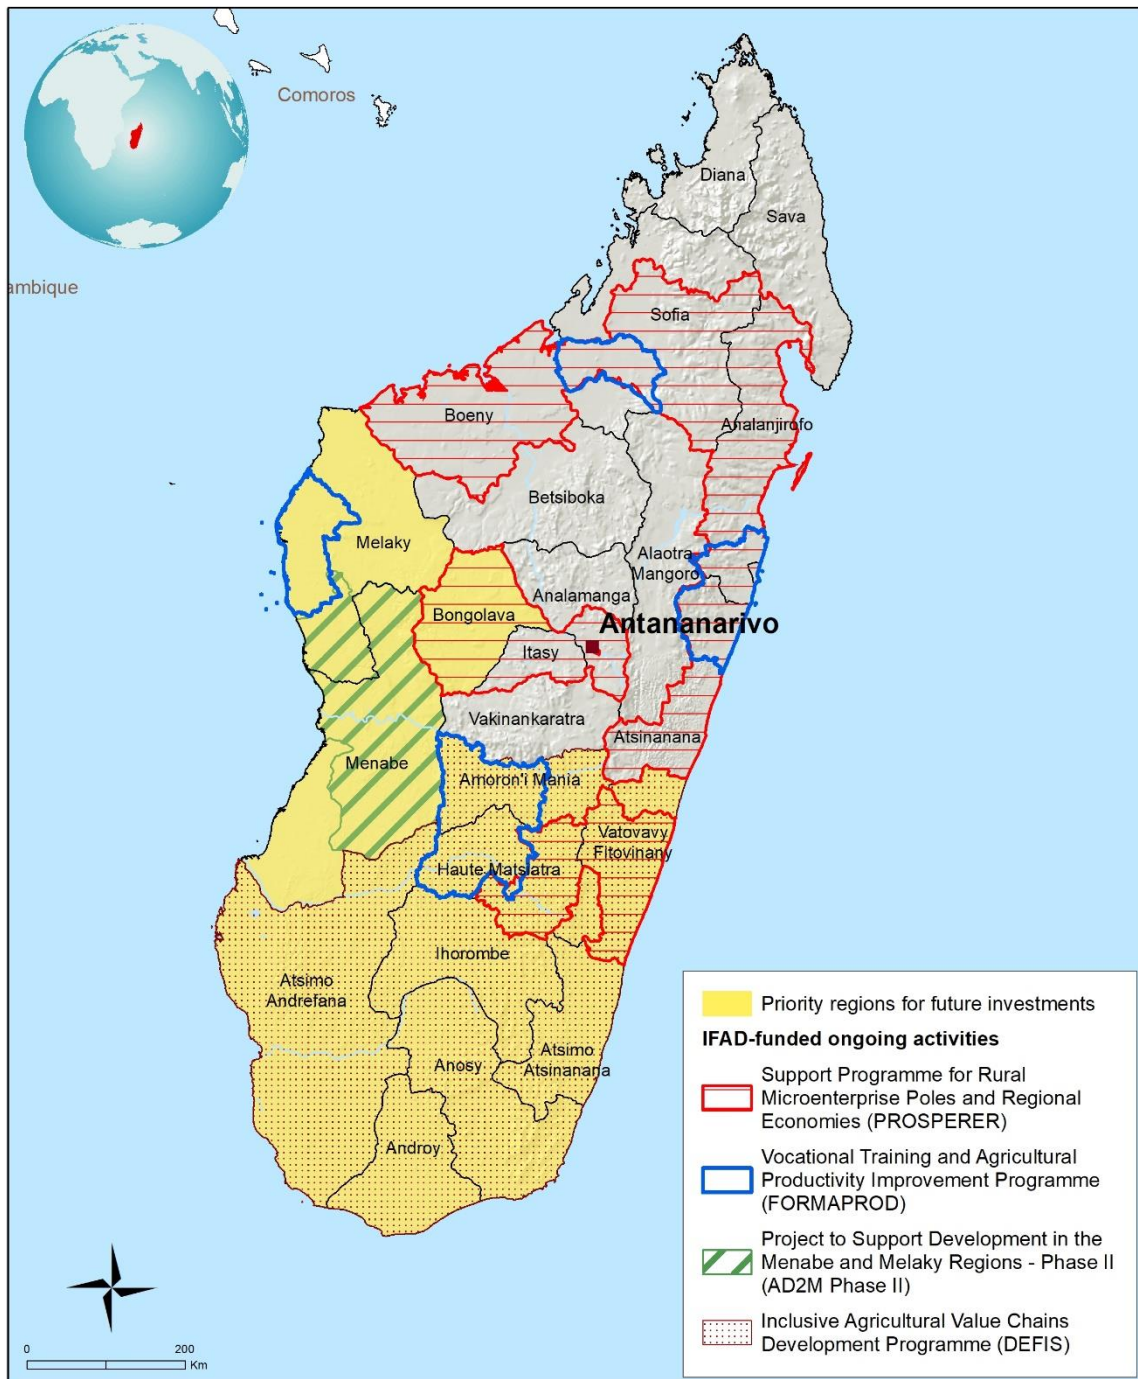 Comoros
ambique
Diana
Sava
Sofia
Boeny
Analanjirofo
Betsiboka
Melaky
Alaotra
Mangoro
Analamanga
Bongolava
Antananarivo
Itasy
Vakinankaratra
Atsinanana
Menabe
Amoron'i Mania
Vatovavy
Fitovinany
Haute Matsiatra
Ihorombe
Atsimo
Andrefana
Anosy
Atsimo
Atsinanana
Androy
Priority regions for future investments
IFAD-funded ongoing activities
Support Programme for Rural
Microenterprise Poles and Regional
Economies (PROSPERER)
Vocational Training and Agricultural
Productivity Improvement Programme
(FORMAPROD)
Project to Support Development in the
Menabe and Melaky Regions - Phase II
(AD2M Phase II)
Inclusive Agricultural Value Chains
Development Programme (DEFIS)
0 200
Km